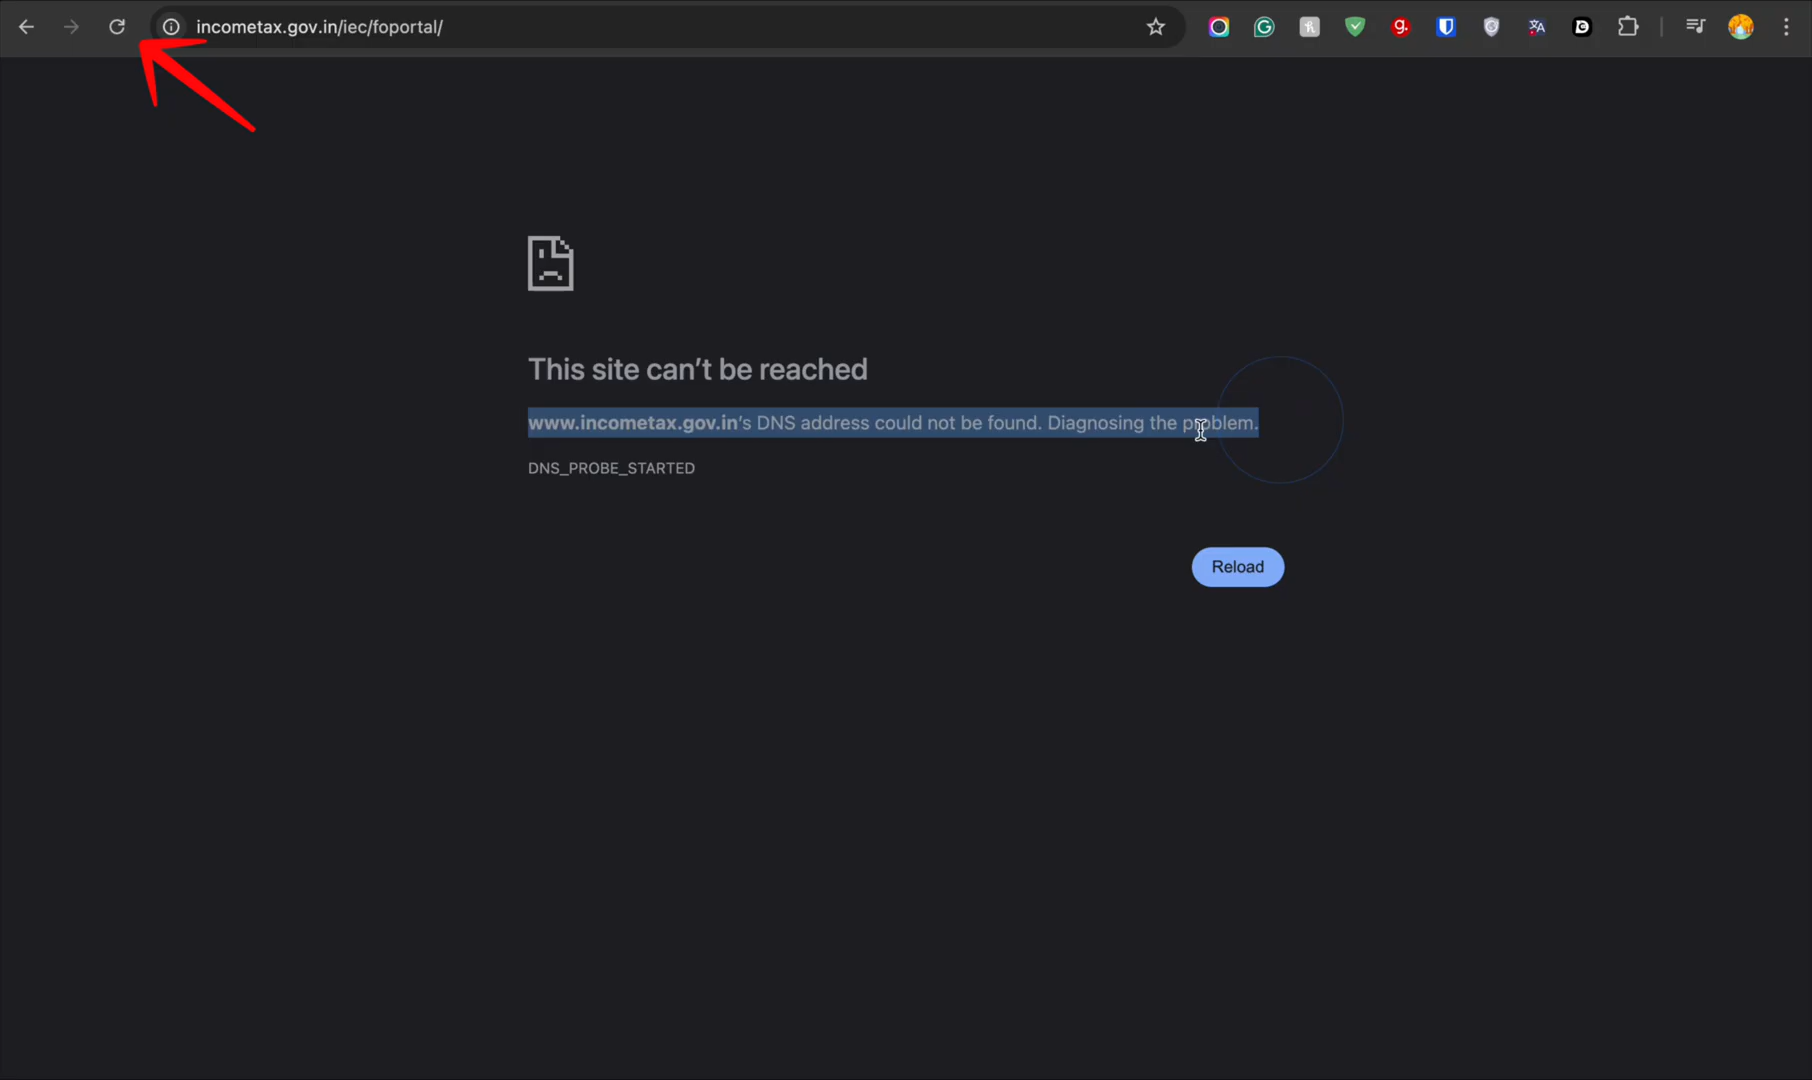 incometax.gov.in/iec/foportal/
This site can’t be reached
www.incometax.gov.in’s DNS address could not be found. Diagnosing the problem.
DNS_PROBE_STARTED
Reload